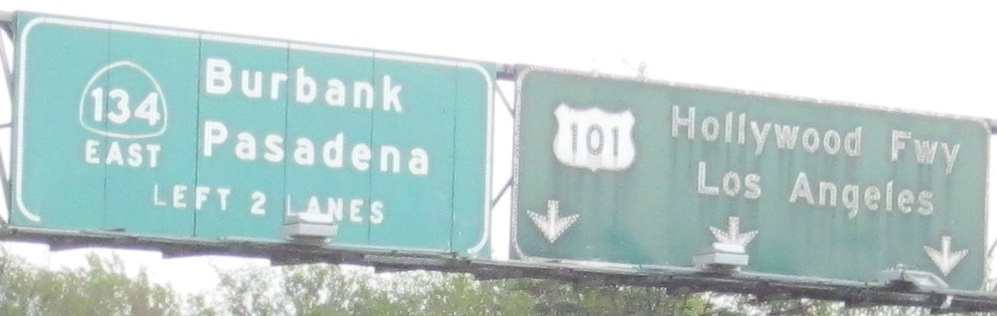 134
EAST
Burbank
Pasadena
LEFT 2 LANES
101
Hollywood Fwy
Los Angeles